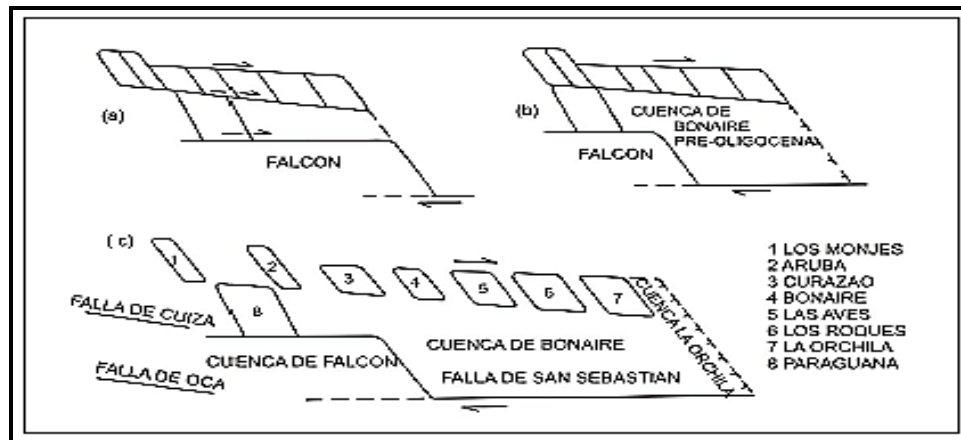 (a)
FALCON
(b)
CUENCA DE
BONAIRE
PRE-OLIGOCENA
FALCON
(c)
1
2
3
4
5
6
7
8
FALLA DE CUIZA
FALLA DE OCA
CUENCA DE FALCON
CUENCA DE BONAIRE
FALLA DE SAN SEBASTIAN
CUENCA LA ORCHILA
1 LOS MONJES
2 ARUBA
3 CURAZAO
4 BONAIRE
5 LAS AVES
6 LOS ROQUES
7 LA ORCHILA
8 PARAGUANA